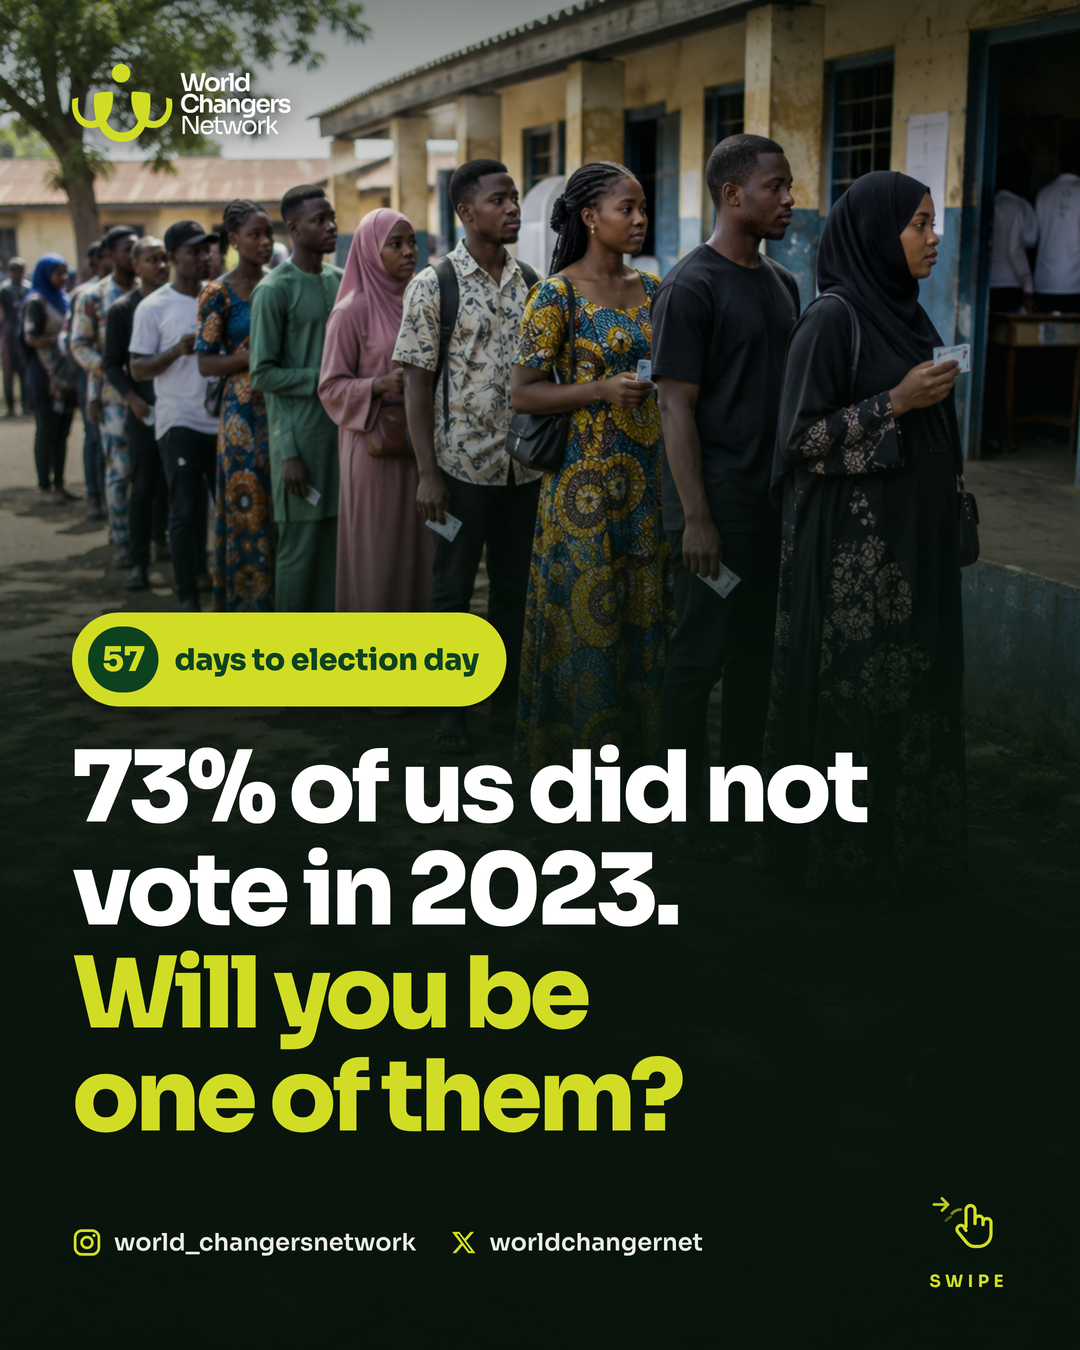 World
Changers
Network
57 days to election day
73% of us did not
vote in 2023.
Will you be
one of them?
world_changersnetwork worldchangernet
SWIPE